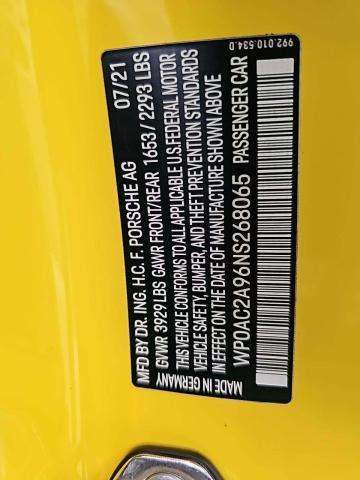 992.010.534.D
MFD BY DR. ING. H.C. F. PORSCHE AG 07/21
GVWR 3929 LBS GAWR FRONT/REAR 1653 / 2293 LBS
THIS VEHICLE CONFORMS TO ALL APPLICABLE U.S. FEDERAL MOTOR
VEHICLE SAFETY, BUMPER, AND THEFT PREVENTION STANDARDS
IN EFFECT ON THE DATE OF MANUFACTURE SHOWN ABOVE
WP0AC2A96NS268065 PASSENGER CAR
MADE IN GERMANY